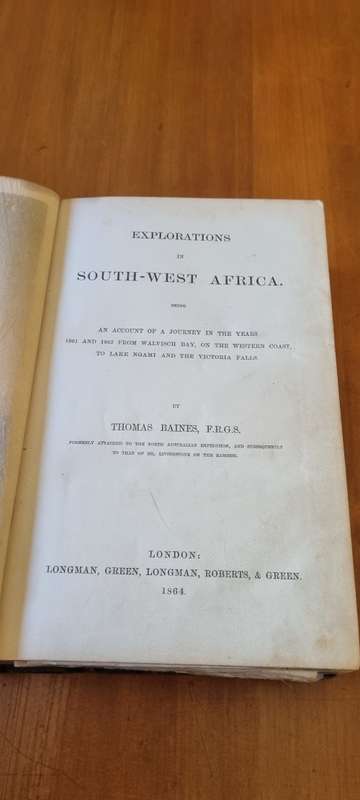 EXPLORATIONS
IN
SOUTH-WEST AFRICA.
BEING
AN ACCOUNT OF A JOURNEY IN THE YEARS
1861 AND 1862 FROM WALVISCH BAY, ON THE WESTERN COAST,
TO LAKE NGAMI AND THE VICTORIA FALLS.
BY
THOMAS BAINES, F.R.G.S.
FORMERLY ATTACHED TO THE NORTH AUSTRALIAN EXPEDITION, AND SUBSEQUENTLY
TO THAT OF DR. LIVINGSTONE ON THE ZAMBESI.
LONDON:
LONGMAN, GREEN, LONGMAN, ROBERTS, & GREEN.
1864.